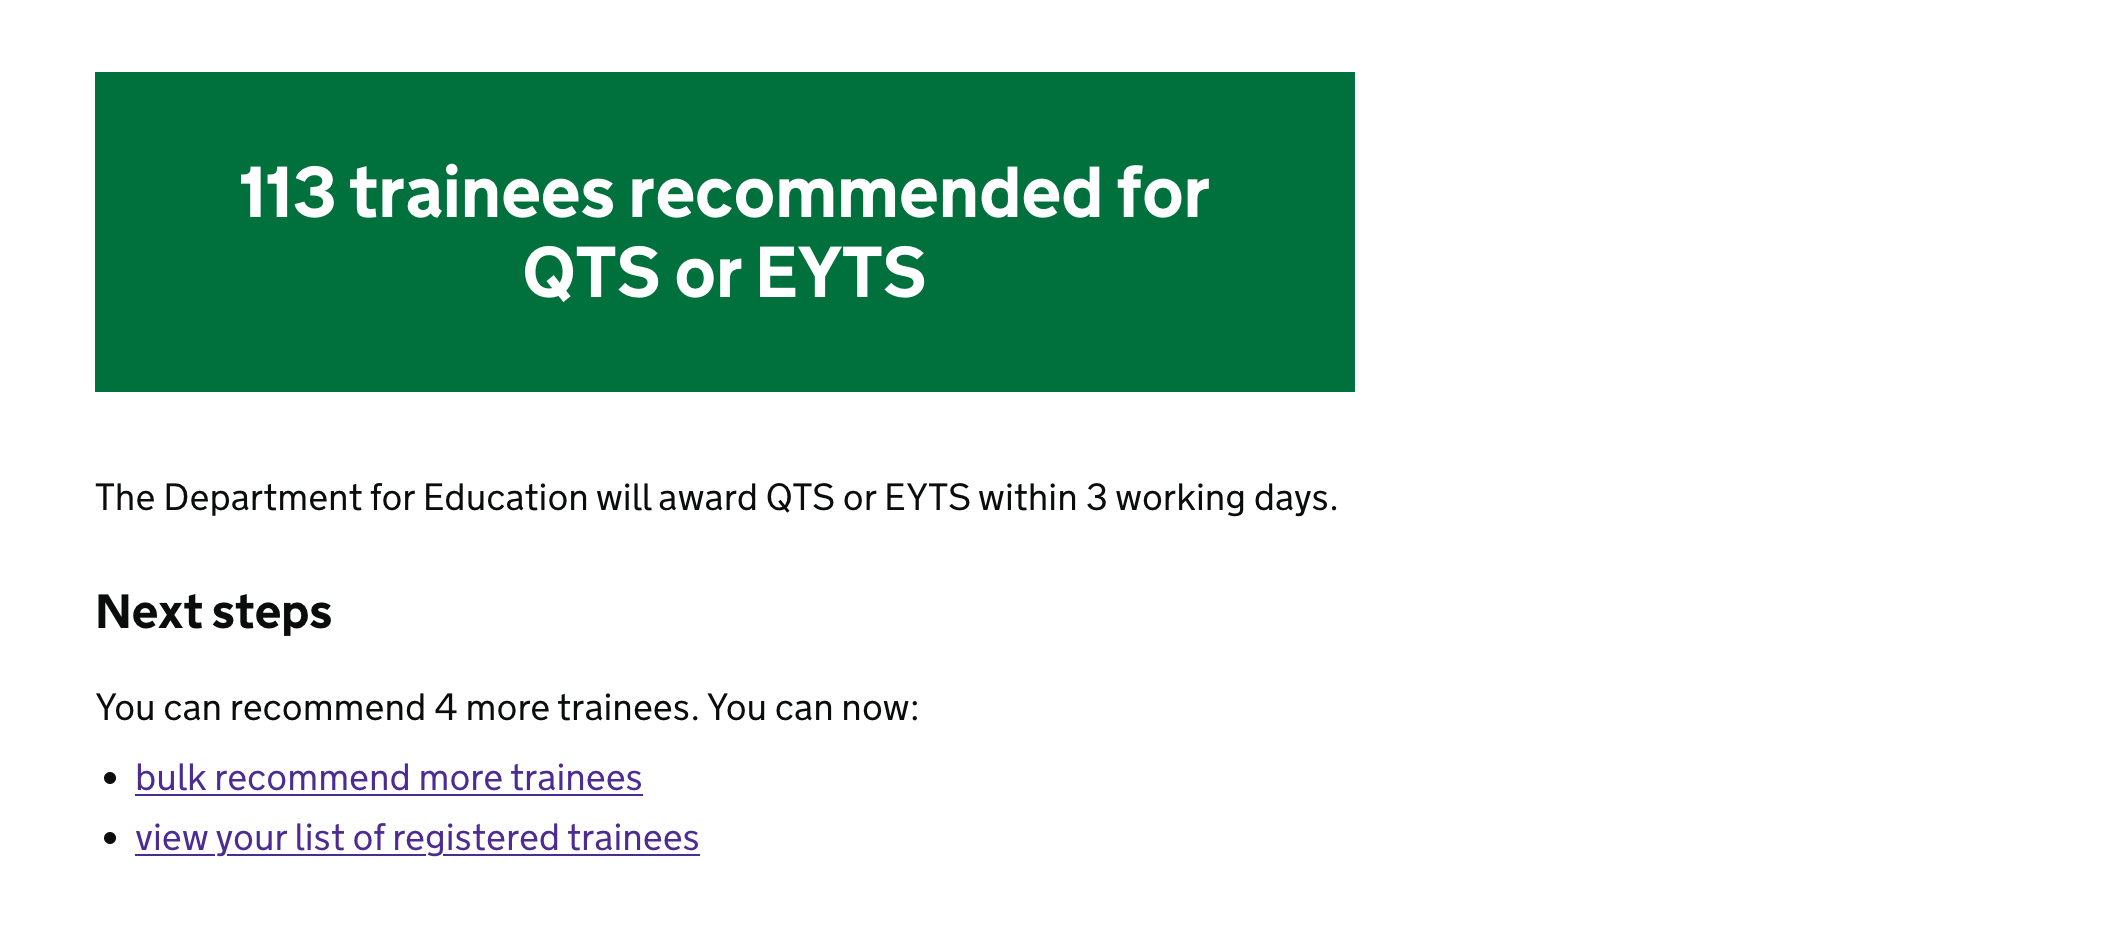 113 trainees recommended for
QTS or EYTS
The Department for Education will award QTS or EYTS within 3 working days.
Next steps
You can recommend 4 more trainees. You can now:
bulk recommend more trainees
view your list of registered trainees